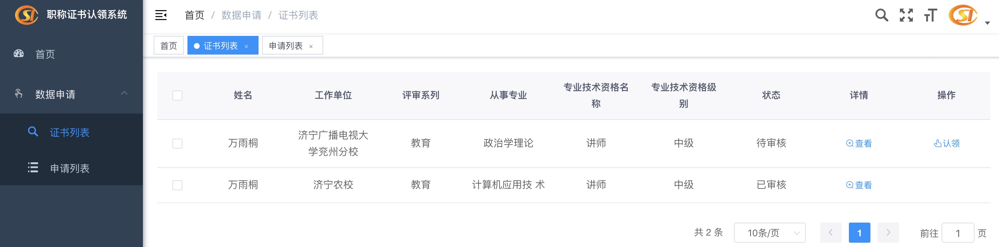 职称证书认领系统
首页 / 数据申请 / 证书列表
首页
数据申请
证书列表
申请列表
首页 证书列表 × 申请列表 ×
姓名 工作单位 评审系列 从事专业 专业技术资格名称 专业技术资格级别 状态 详情 操作
万雨桐 济宁广播电视大学兖州分校 教育 政治学理论 讲师 中级 待审核 查看 认领
万雨桐 济宁农校 教育 计算机应用技 术 讲师 中级 已审核 查看
共 2 条 10条/页 1 前往 1 页